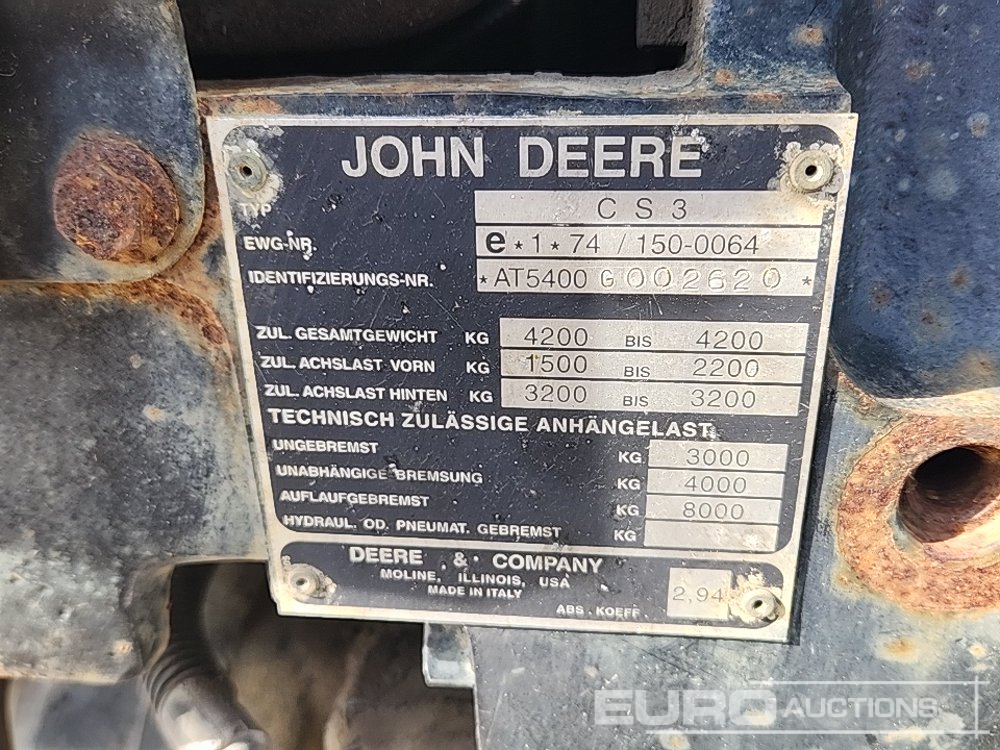 JOHN DEERE
TYP C S 3
EWG-NR. e*1*74 / 150-0064
IDENTIFIZIERUNGS-NR. *AT5400 G002620 *
ZUL. GESAMTGEWICHT KG 4200 BIS 4200
ZUL. ACHSLAST VORN KG 1500 BIS 2200
ZUL. ACHSLAST HINTEN KG 3200 BIS 3200
TECHNISCH ZULÄSSIGE ANHÄNGELAST
UNGEBREMST KG 3000
UNABHÄNGIGE BREMSUNG KG 4000
AUFLAUFGEBREMST KG 8000
HYDRAUL. OD. PNEUMAT. GEBREMST KG
DEERE & COMPANY
MOLINE, ILLINOIS, USA
MADE IN ITALY
ABS. KOEFF 2,94
EURO AUCTIONS